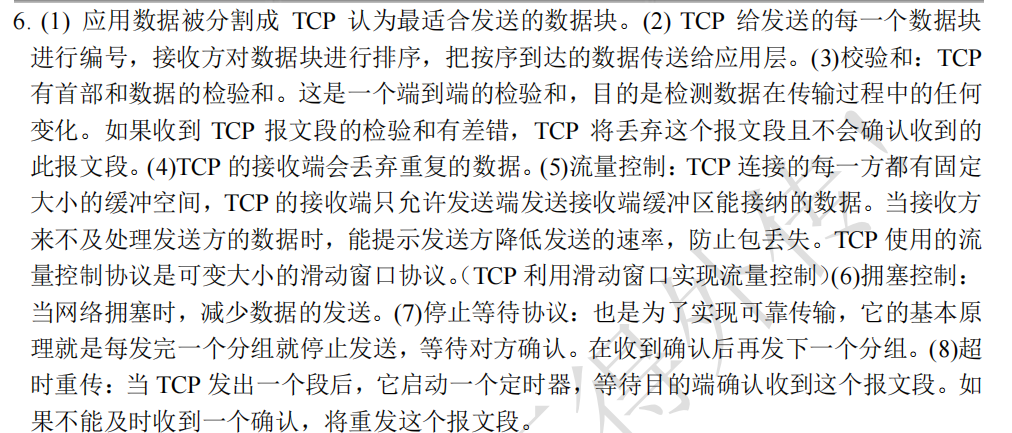 6. (1) 应用数据被分割成 TCP 认为最适合发送的数据块。(2) TCP 给发送的每一个数据块
进行编号，接收方对数据块进行排序，把按序到达的数据传送给应用层。(3)校验和：TCP
有首部和数据的检验和。这是一个端到端的检验和，目的是检测数据在传输过程中的任何
变化。如果收到 TCP 报文段的检验和有差错，TCP 将丢弃这个报文段且不会确认收到的
此报文段。(4)TCP 的接收端会丢弃重复的数据。(5)流量控制：TCP 连接的每一方都有固定
大小的缓冲空间，TCP 的接收端只允许发送端发送接收端缓冲区能接纳的数据。当接收方
来不及处理发送方的数据时，能提示发送方降低发送的速率，防止包丢失。TCP 使用的流
量控制协议是可变大小的滑动窗口协议。（TCP 利用滑动窗口实现流量控制）(6)拥塞控制：
当网络拥塞时，减少数据的发送。(7)停止等待协议：也是为了实现可靠传输，它的基本原
理就是每发完一个分组就停止发送，等待对方确认。在收到确认后再发下一个分组。(8)超
时重传：当 TCP 发出一个段后，它启动一个定时器，等待目的端确认收到这个报文段。如
果不能及时收到一个确认，将重发这个报文段。
得外传！